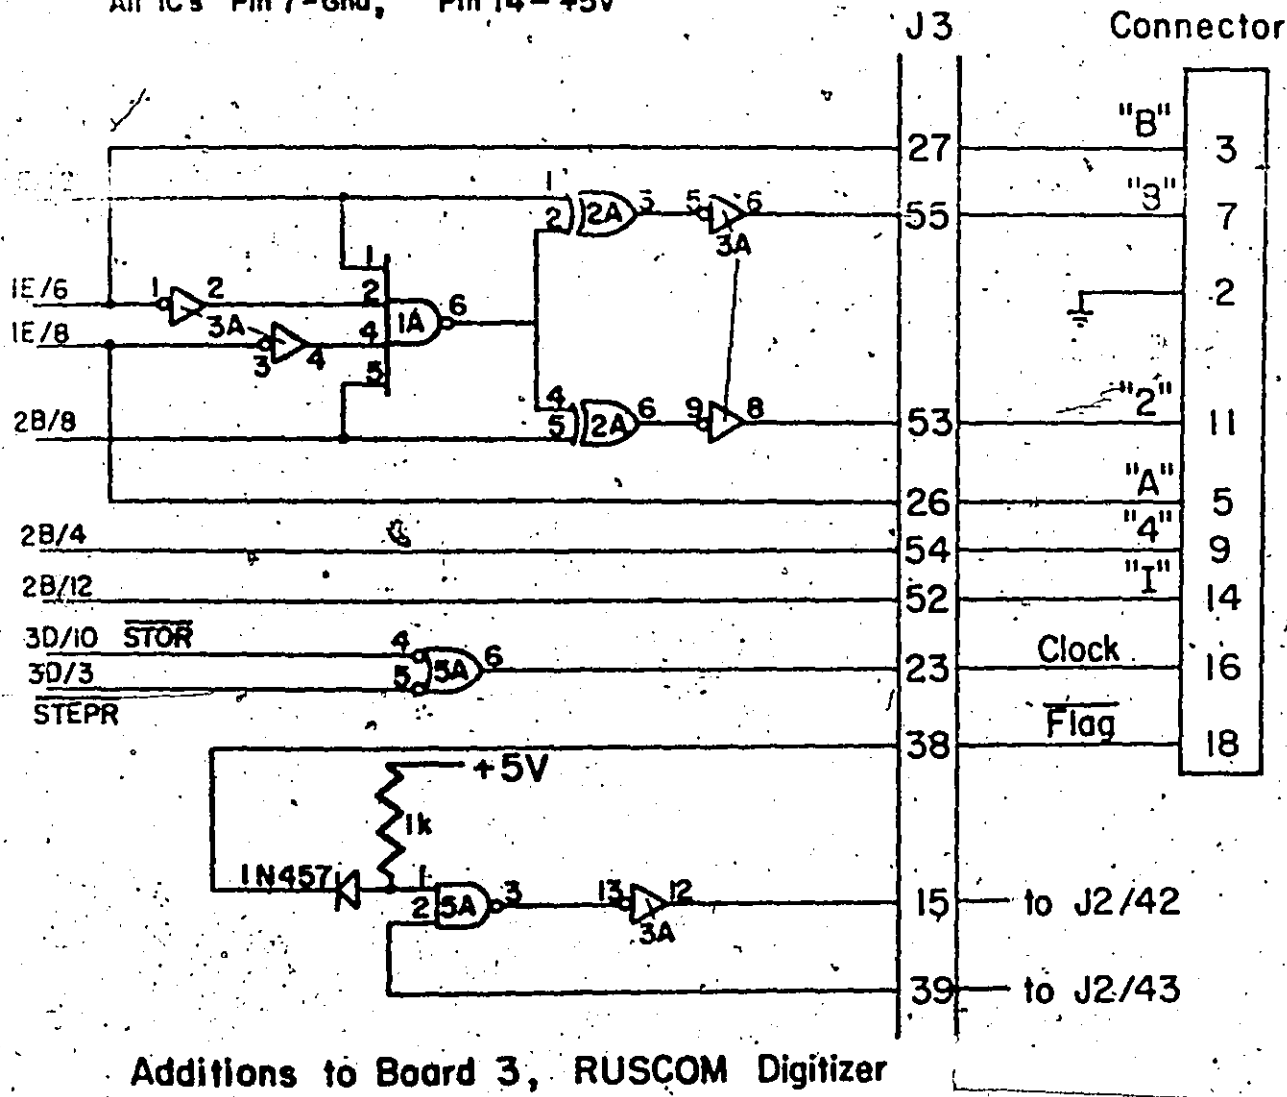 All IC's Pin 7-Gnd, Pin 14-+5V
J3 Connector
27 "B" 3
1 2 2A 3 5 6 3A 55 "3" 7
1E/6 1 2 3A 1 2 4 5 1A 6 2
1E/8 3 4
2B/8 4 5 2A 6 9 8 53 "2" 11
26 "A" 5
2B/4 54 "4" 9
2B/12 52 "1" 14
3D/10 STOR 4 5A 6 23 Clock 16
3D/3 5
STEPR
38 Flag 18
+5V
1k
1N457 1 2 5A 3 13 12 3A 15 to J2/42
39 to J2/43
Additions to Board 3, RUSCOM Digitizer